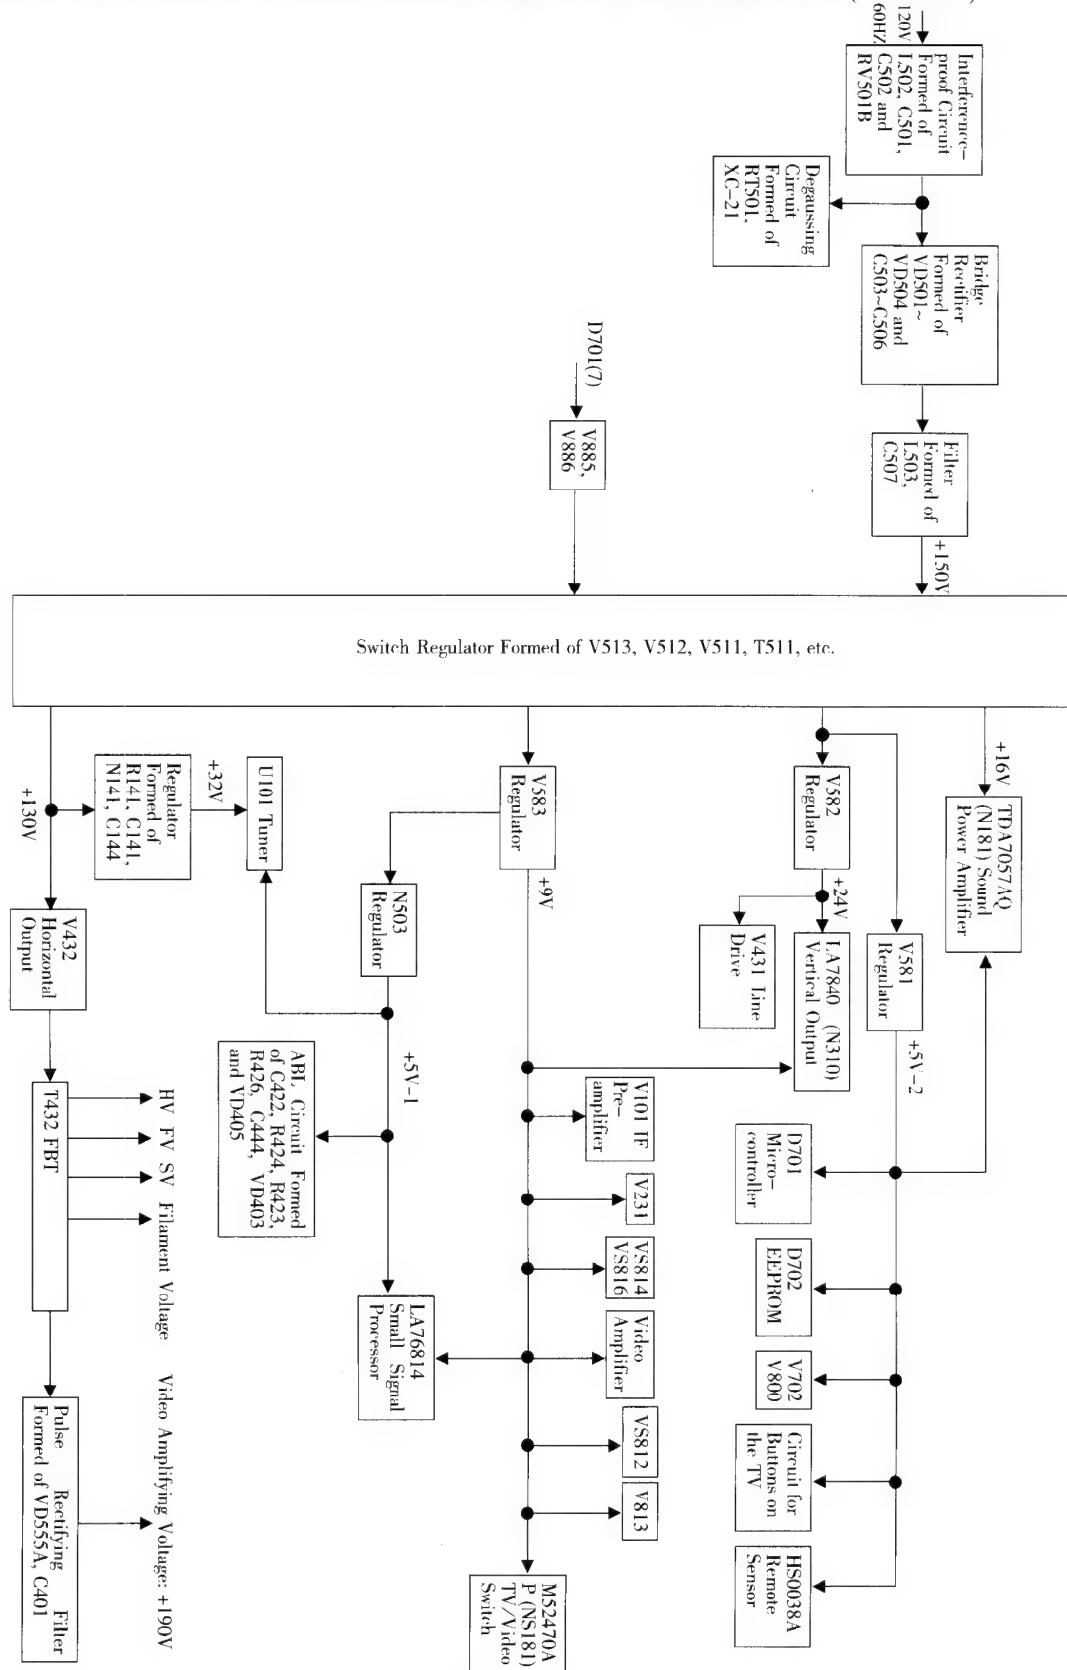 120V
60HZ
Interference-
proof Circuit
Formed of
L502, C501,
C502 and
RV501B
Degaussing
Circuit
Formed of
RT501,
XC-21
Bridge
Rectifier
Formed of
VD501~
VD504 and
C503~C506
Filter
Formed of
L503,
C507
+150V
D701(7)
V885,
V886
Switch Regulator Formed of V513, V512, V511, T511, etc.
+16V
TDA7057AQ
(N181) Sound
Power Amplifier
V581
Regulator
+5V-2
D701
Micro-
controller
D702
EEPROM
V702
V800
Circuit for
Buttons on
the TV
HS0038A
Remote
Sensor
V582
Regulator
+24V
LA7840 (N310)
Vertical Output
V431 Line
Drive
V583
Regulator
+9V
V101 IF
Pre-
amplifier
V231
VS814
VS816
Video
Amplifier
VS812
V813
M52470A
P (NS181)
TV/Video
Switch
N503
Regulator
+5V-1
LA76814
Small Signal
Processor
ABL Circuit Formed
of C422, R424, R423,
R426, C444, VD403
and VD405
U101 Tuner
+32V
Regulator
Formed of
R141, C141,
N141, C144
+130V
V432
Horizontal
Output
T432 FBT
HV
FV
SV
Filament Voltage
Video Amplifying Voltage: +190V
Pulse Rectifying Filter
Formed of VD555A, C401